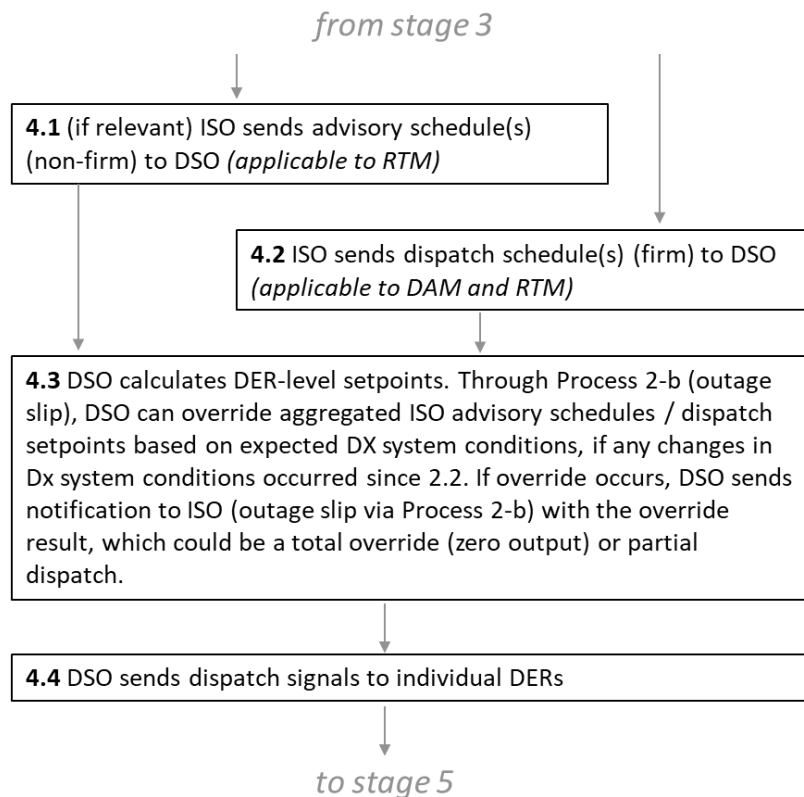 from stage 3
4.1 (if relevant) ISO sends advisory schedule(s)
(non-firm) to DSO (applicable to RTM)
4.2 ISO sends dispatch schedule(s) (firm) to DSO
(applicable to DAM and RTM)
4.3 DSO calculates DER-level setpoints. Through Process 2-b (outage
slip), DSO can override aggregated ISO advisory schedules / dispatch
setpoints based on expected DX system conditions, if any changes in
Dx system conditions occurred since 2.2. If override occurs, DSO sends
notification to ISO (outage slip via Process 2-b) with the override
result, which could be a total override (zero output) or partial
dispatch.
4.4 DSO sends dispatch signals to individual DERs
to stage 5